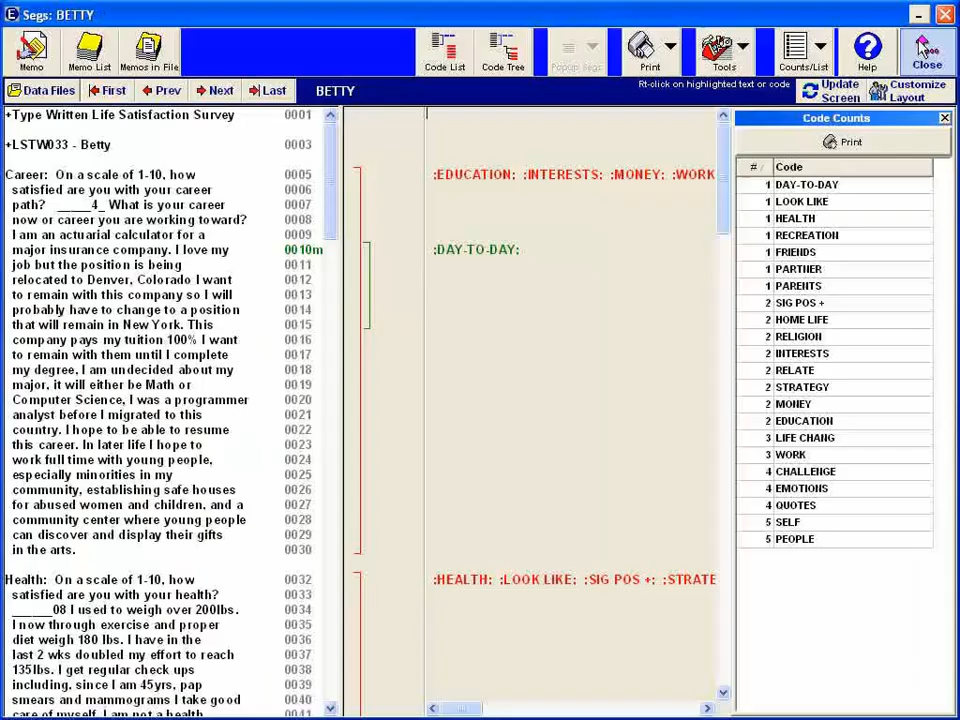 Segs: BETTY
Memo
Memo List
Memos in File
Code List
Code Tree
Popup Segs
Print
Tools
Counts/List
Help
Close
Data Files
First
Prev
Next
Last
BETTY
Rt-click on highlighted text or code
Update Screen
Customize Layout
+Type Written Life Satisfaction Survey 0001
+LSTW033 - Betty 0003
Career: On a scale of 1-10, how 0005
satisfied are you with your career 0006
path? _____4_ What is your career 0007
now or career you are working toward? 0008
I am an actuarial calculator for a 0009
major insurance company. I love my 0010m
job but the position is being 0011
relocated to Denver, Colorado I want 0012
to remain with this company so I will 0013
probably have to change to a position 0014
that will remain in New York. This 0015
company pays my tuition 100% I want 0016
to remain with them until I complete 0017
my degree, I am undecided about my 0018
major, it will either be Math or 0019
Computer Science, I was a programmer 0020
analyst before I migrated to this 0021
country. I hope to be able to resume 0022
this career. In later life I hope to 0023
work full time with young people, 0024
especially minorities in my 0025
community, establishing safe houses 0026
for abused women and children, and a 0027
community center where young people 0028
can discover and display their gifts 0029
in the arts. 0030
Health: On a scale of 1-10, how 0032
satisfied are you with your health? 0033
______08 I used to weigh over 200lbs. 0034
I now through exercise and proper 0035
diet weigh 180 lbs. I have in the 0036
last 2 wks doubled my effort to reach 0037
135lbs. I get regular check ups 0038
including, since I am 45yrs, pap 0039
smears and mammograms I take good 0040
care of myself. I am not a health 0041
;EDUCATION; ;INTERESTS; ;MONEY; ;WORK
;DAY-TO-DAY;
;HEALTH; ;LOOK LIKE; ;SIG POS +; ;STRATE
Code Counts
Print
# Code
1 DAY-TO-DAY
1 LOOK LIKE
1 HEALTH
1 RECREATION
1 FRIENDS
1 PARTNER
1 PARENTS
2 SIG POS +
2 HOME LIFE
2 RELIGION
2 INTERESTS
2 RELATE
2 STRATEGY
2 MONEY
2 EDUCATION
3 LIFE CHANG
3 WORK
4 CHALLENGE
4 EMOTIONS
4 QUOTES
5 SELF
5 PEOPLE